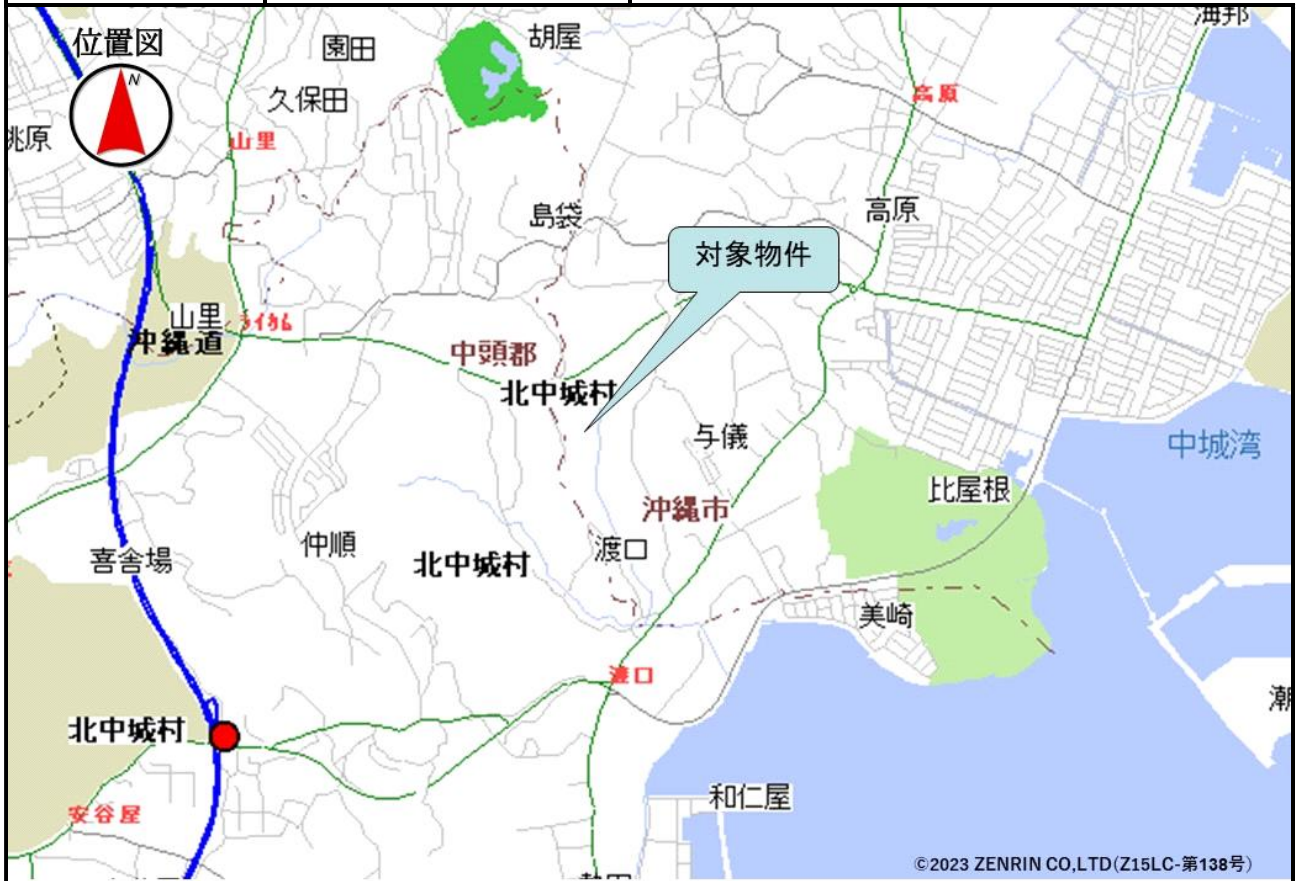 海邦
位置図
N
園田
胡屋
久保田
高原
桃原
山里
島袋
高原
対象物件
山里
ライカム
沖縄道
中頭郡
北中城村
与儀
中城湾
比屋根
沖縄市
喜舎場
仲順
渡口
北中城村
美崎
渡口
潮
北中城村
和仁屋
安谷屋
©2023 ZENRIN CO,LTD(Z15LC-第138号)